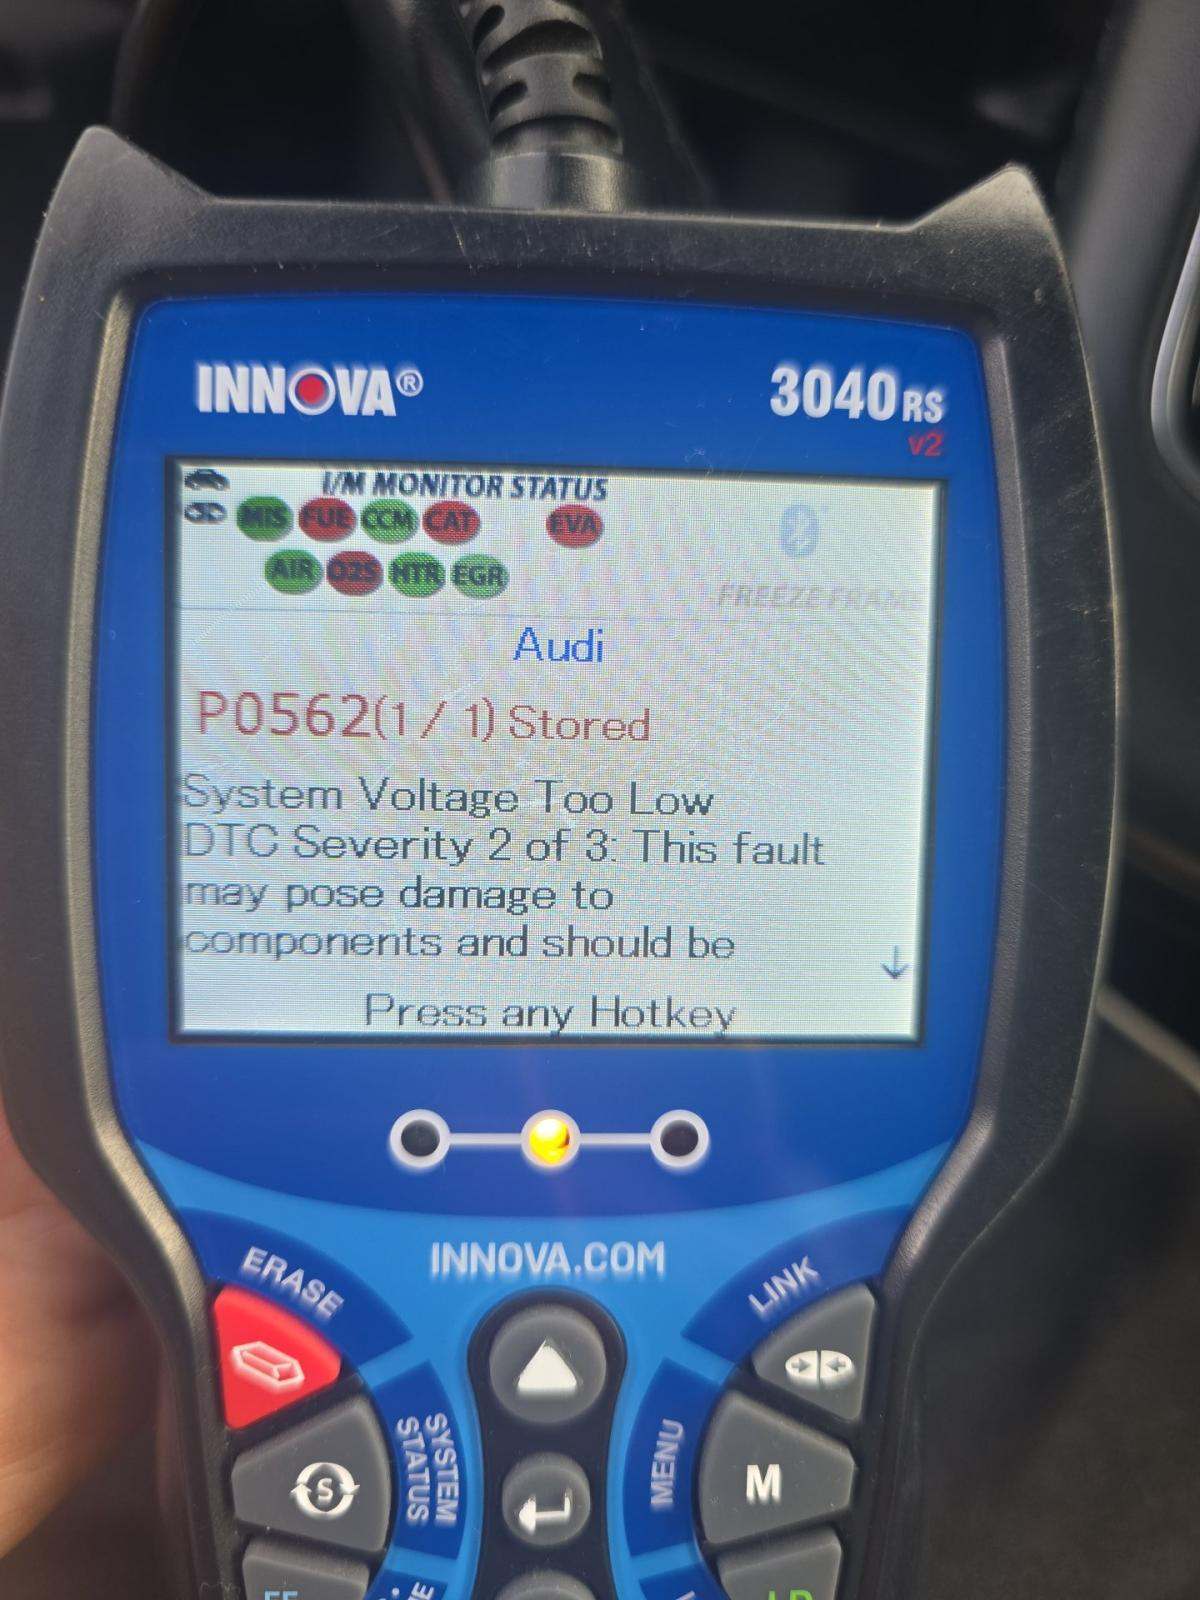 INNOVA®
3040RS
v2
I/M MONITOR STATUS
MIS FUE CCM CAT EVA
AIR O2S HTR EGR
FREEZE FRAME
Audi
P0562(1 / 1) Stored
System Voltage Too Low
DTC Severity 2 of 3: This fault
may pose damage to
components and should be
Press any Hotkey
INNOVA.COM
ERASE
LINK
S
SYSTEM
STATUS
MENU
M